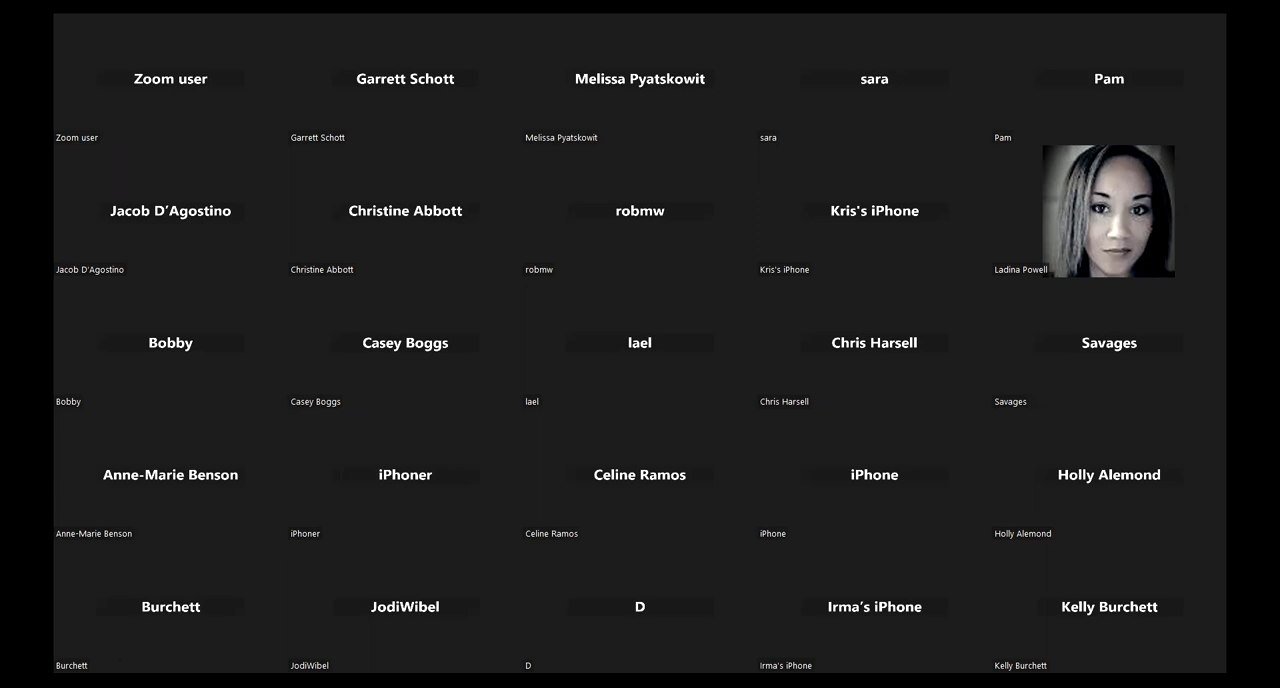 Zoom user
Garrett Schott
Melissa Pyatskowit
sara
Pam
Zoom user
Garrett Schott
Melissa Pyatskowit
sara
Pam
Jacob D'Agostino
Christine Abbott
robmw
Kris's iPhone
Jacob D'Agostino
Christine Abbott
robmw
Kris's iPhone
Ladina Powell
Bobby
Casey Boggs
lael
Chris Harsell
Savages
Bobby
Casey Boggs
lael
Chris Harsell
Savages
Anne-Marie Benson
iPhoner
Celine Ramos
iPhone
Holly Alemond
Anne-Marie Benson
iPhoner
Celine Ramos
iPhone
Holly Alemond
Burchett
JodiWibel
D
Irma's iPhone
Kelly Burchett
Burchett
JodiWibel
D
Irma's iPhone
Kelly Burchett